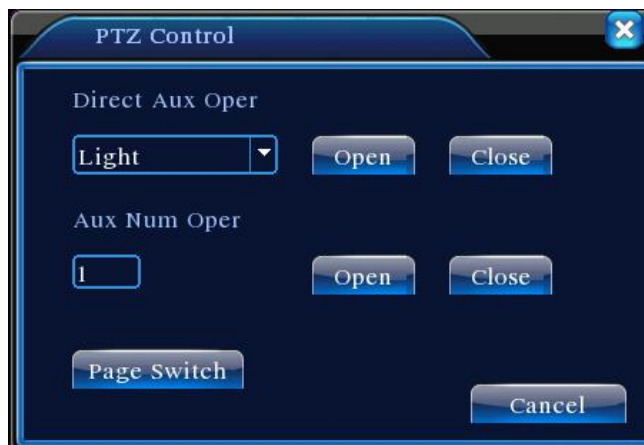 PTZ Control
Direct Aux Oper
Light Open Close
Aux Num Oper
1 Open Close
Page Switch
Cancel